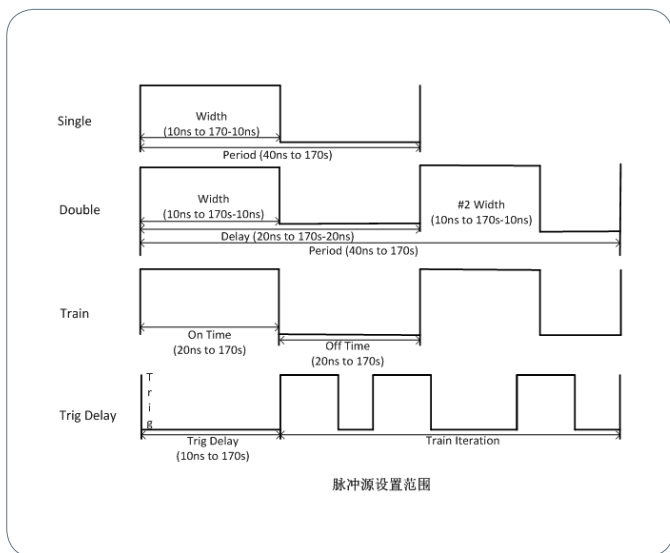 Single
Width
(10ns to 170-10ns)
Period (40ns to 170s)
Double
Width
(10ns to 170s-10ns)
#2 Width
(10ns to 170s-10ns)
Delay (20ns to 170s-20ns)
Period (40ns to 170s)
Train
On Time
(20ns to 170s)
Off Time
(20ns to 170s)
Trig Delay
Trig
Trig Delay
(10ns to 170s)
Train Iteration
脉冲源设置范围